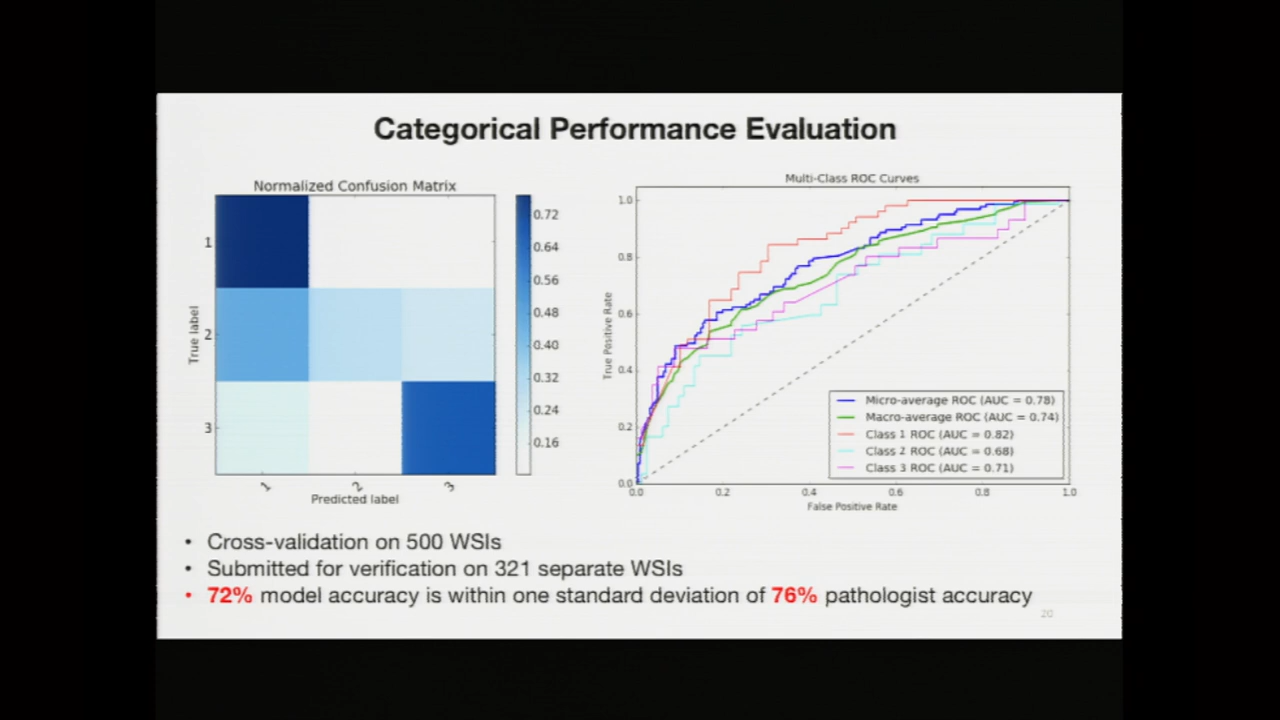 Categorical Performance Evaluation
Normalized Confusion Matrix
True label
1
2
3
1
2
3
Predicted label
0.72
0.64
0.56
0.48
0.40
0.32
0.24
0.16
Multi-Class ROC Curves
True Positive Rate
1.0
0.8
0.6
0.4
0.2
0.0
0.0
0.2
0.4
0.6
0.8
1.0
False Positive Rate
Micro-average ROC (AUC = 0.78)
Macro-average ROC (AUC = 0.74)
Class 1 ROC (AUC = 0.82)
Class 2 ROC (AUC = 0.68)
Class 3 ROC (AUC = 0.71)
• Cross-validation on 500 WSIs
• Submitted for verification on 321 separate WSIs
• 72% model accuracy is within one standard deviation of 76% pathologist accuracy
20